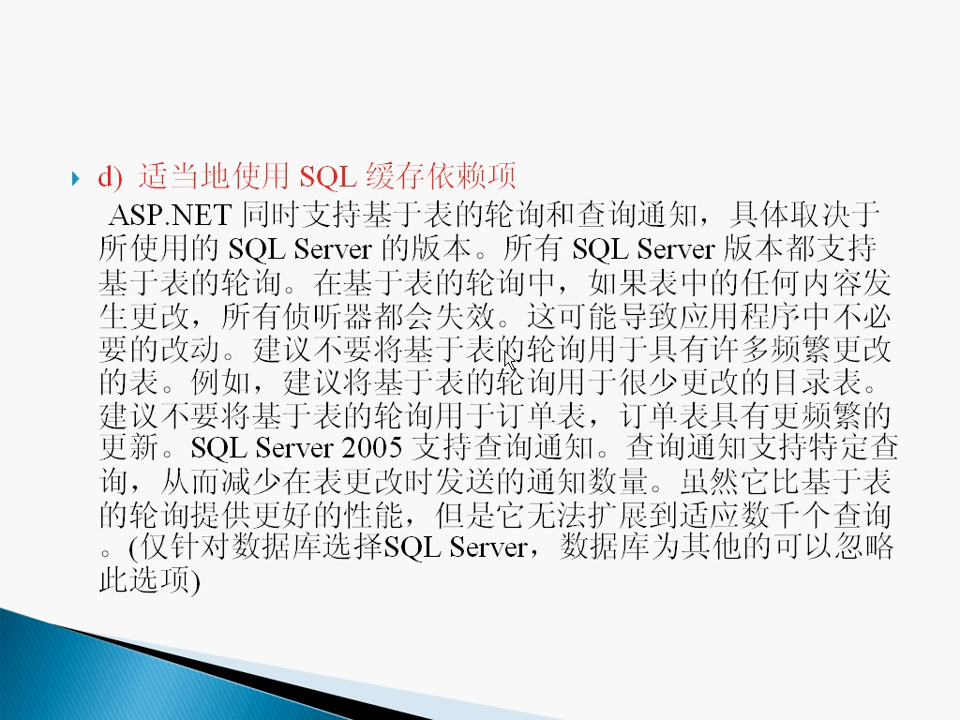 d) 适当地使用 SQL 缓存依赖项
ASP.NET 同时支持基于表的轮询和查询通知，具体取决于
所使用的 SQL Server 的版本。所有 SQL Server 版本都支持
基于表的轮询。在基于表的轮询中，如果表中的任何内容发
生更改，所有侦听器都会失效。这可能导致应用程序中不必
要的改动。建议不要将基于表的轮询用于具有许多频繁更改
的表。例如，建议将基于表的轮询用于很少更改的目录表。
建议不要将基于表的轮询用于订单表，订单表具有更频繁的
更新。SQL Server 2005 支持查询通知。查询通知支持特定查
询，从而减少在表更改时发送的通知数量。虽然它比基于表
的轮询提供更好的性能，但是它无法扩展到适应数千个查询
。(仅针对数据库选择SQL Server，数据库为其他的可以忽略
此选项)